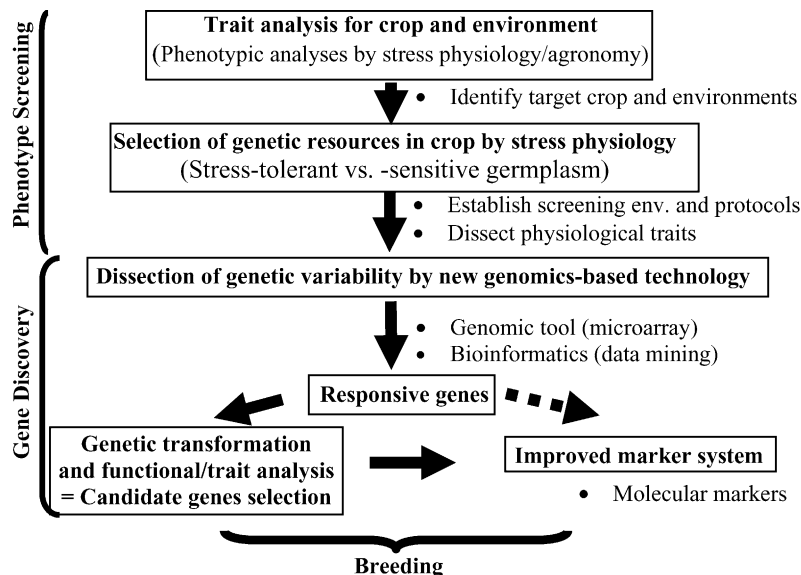 Phenotype Screening
Trait analysis for crop and environment
(Phenotypic analyses by stress physiology/agronomy)
• Identify target crop and environments
Selection of genetic resources in crop by stress physiology
(Stress-tolerant vs. -sensitive germplasm)
• Establish screening env. and protocols
• Dissect physiological traits
Gene Discovery
Dissection of genetic variability by new genomics-based technology
• Genomic tool (microarray)
• Bioinformatics (data mining)
Responsive genes
Genetic transformation
and functional/trait analysis
= Candidate genes selection
Improved marker system
• Molecular markers
Breeding